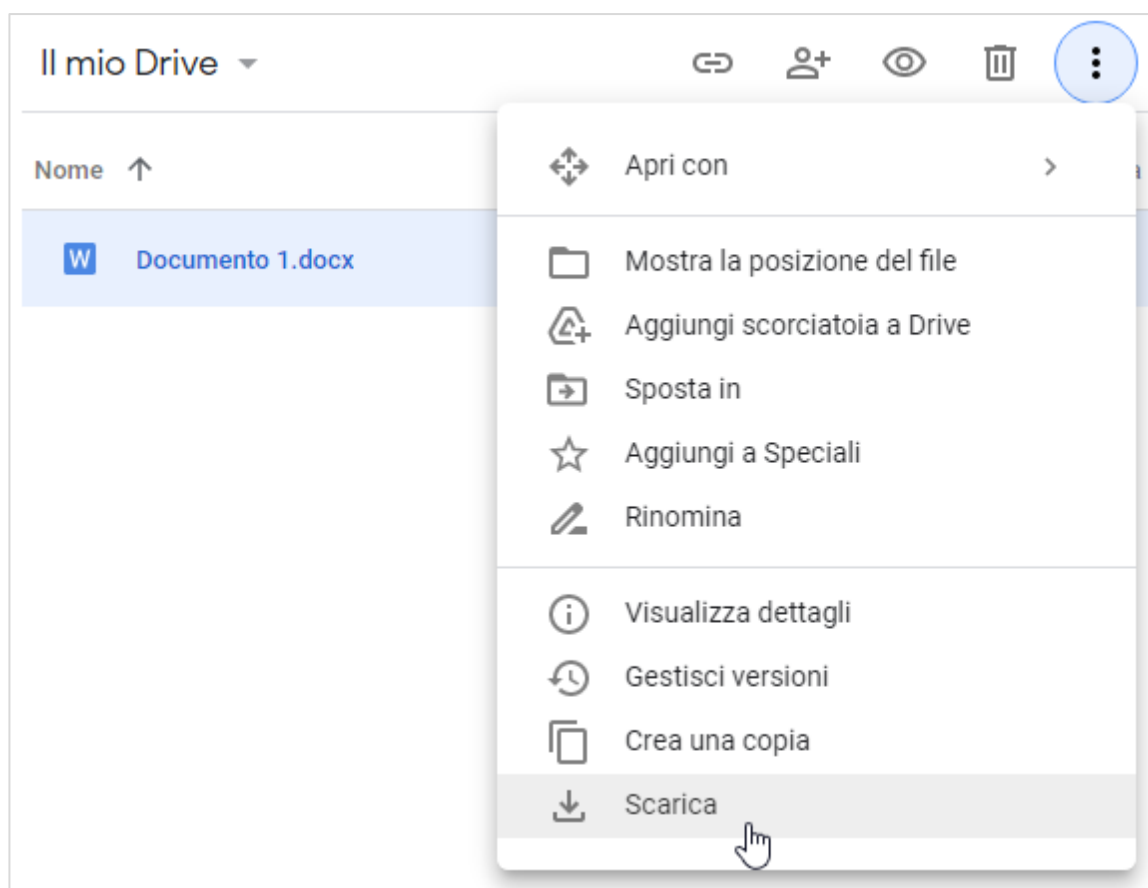 Il mio Drive
Apri con
Nome
W Documento 1.docx
Mostra la posizione del file
Aggiungi scorciatoia a Drive
Sposta in
Aggiungi a Speciali
Rinomina
Visualizza dettagli
Gestisci versioni
Crea una copia
Scarica